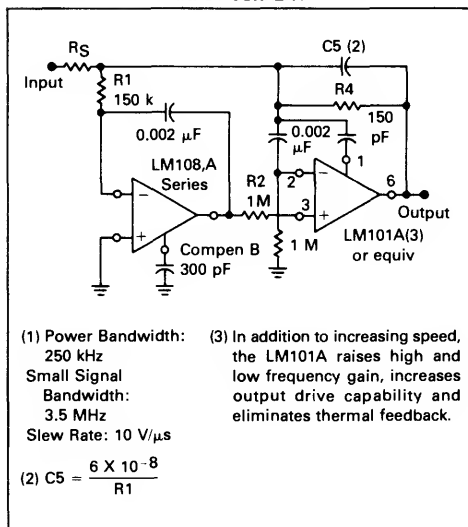 C5 (2)
RS
Input
R1
150 k
R4
150
pF
0.002 μF
0.002
μF
LM108,A
Series
R2
1M
2
3
1
6
Output
1 M
LM101A(3)
or equiv
Compen B
300 pF
(1) Power Bandwidth:
250 kHz
Small Signal
Bandwidth:
3.5 MHz
Slew Rate: 10 V/μs
(2) C5 = 6 X 10-8
R1
(3) In addition to increasing speed,
the LM101A raises high and
low frequency gain, increases
output drive capability and
eliminates thermal feedback.